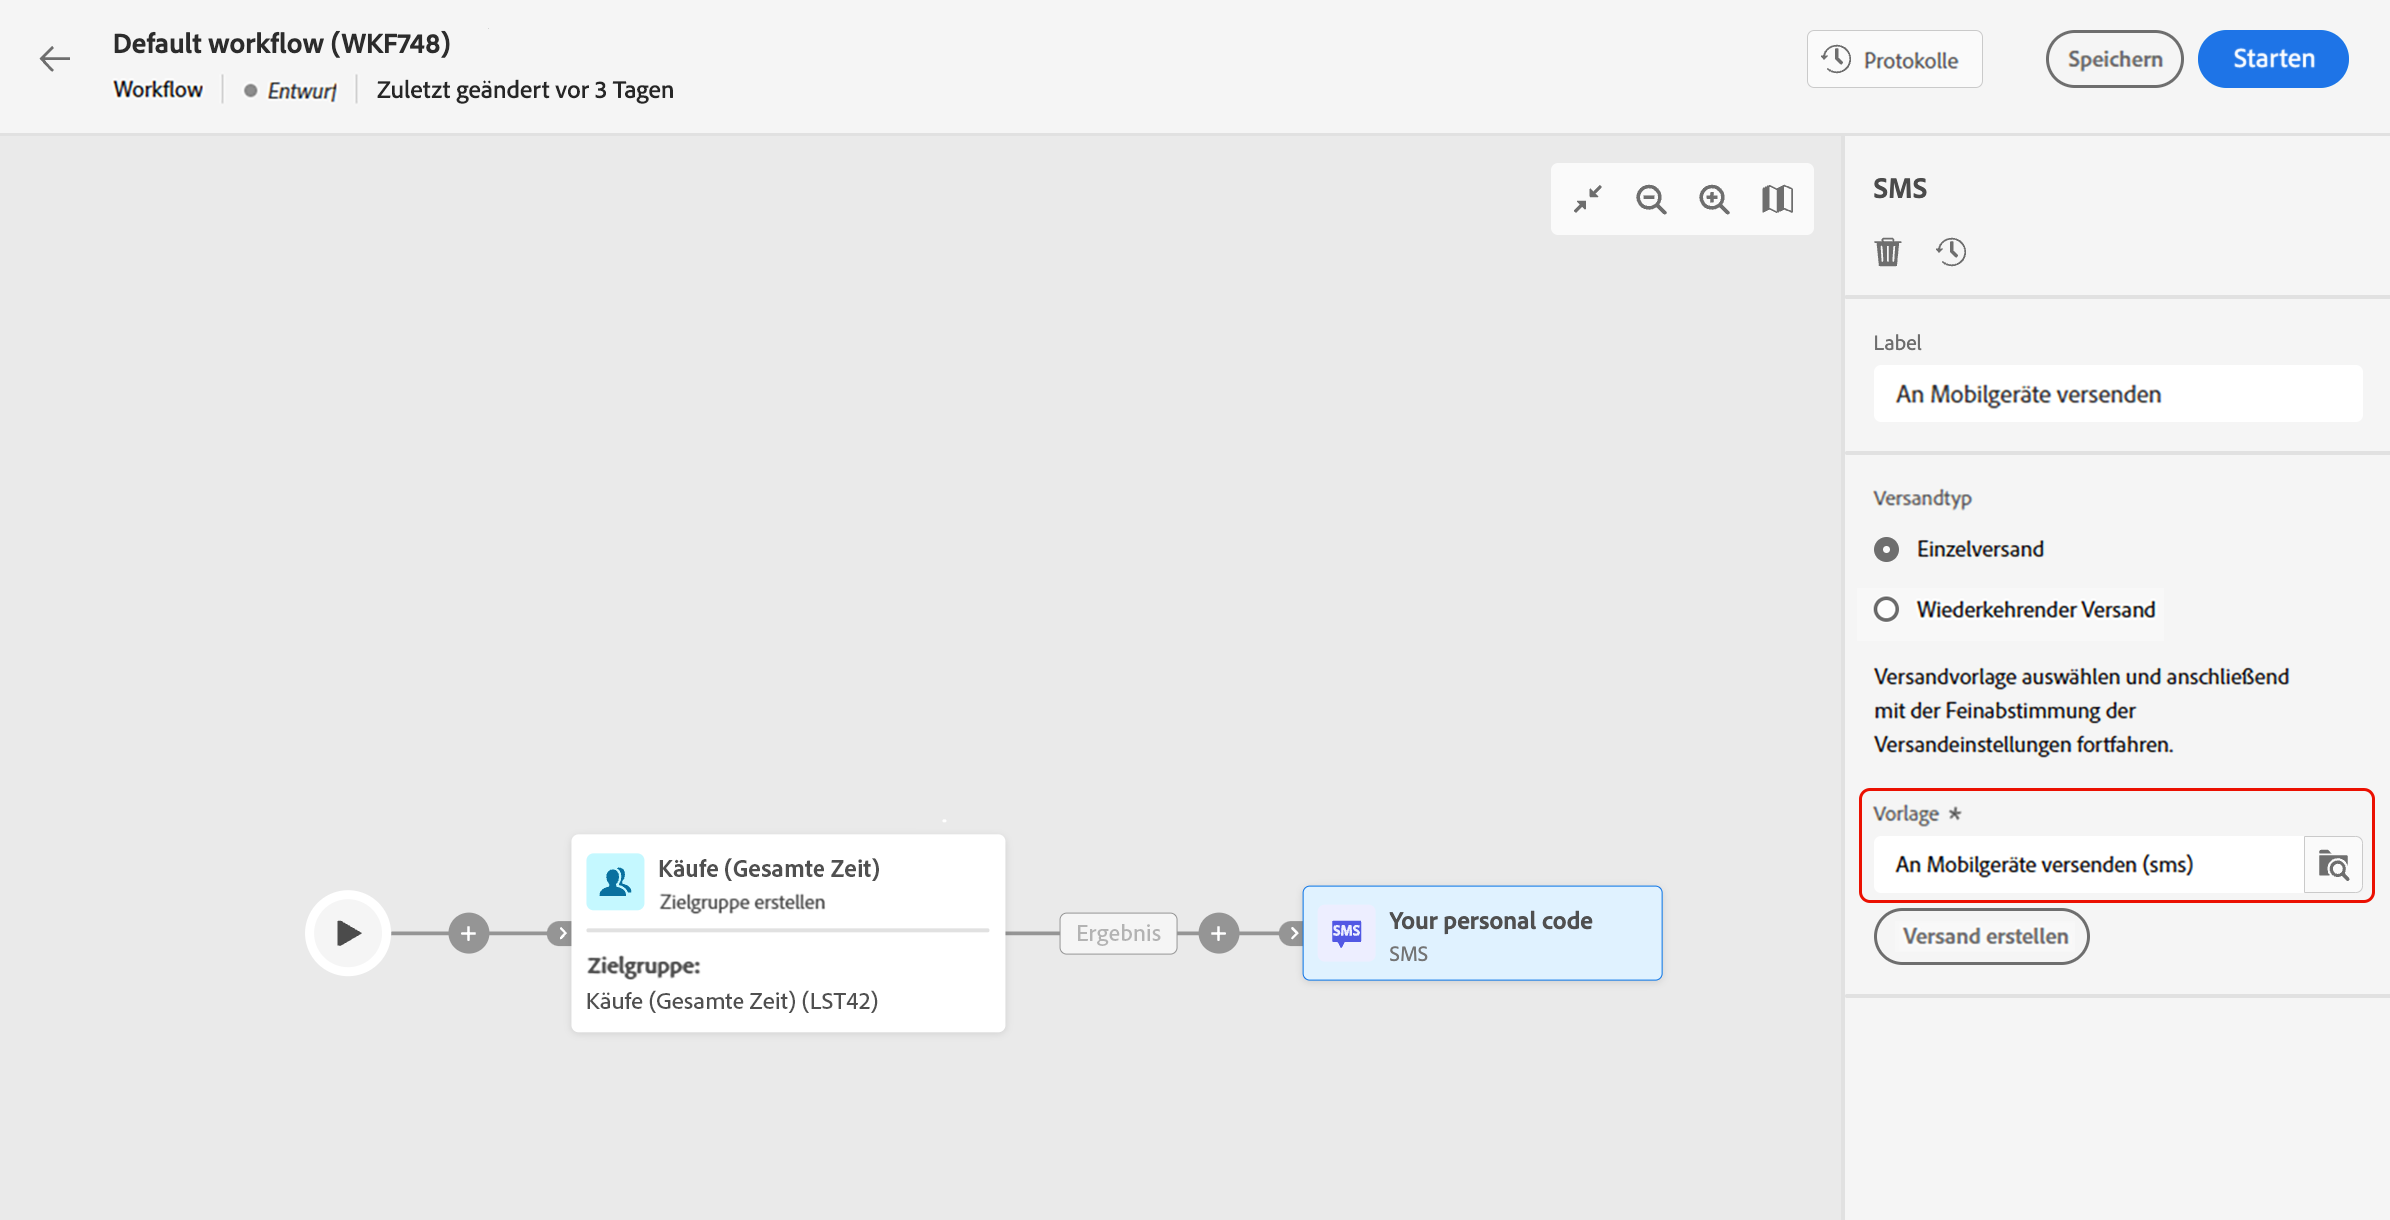 Default workflow (WKF748)
Workflow
Entwurf
Zuletzt geändert vor 3 Tagen
Protokolle
Speichern
Starten
SMS
Label
An Mobilgeräte versenden
Versandtyp
Einzelversand
Wiederkehrender Versand
Versandvorlage auswählen und anschließend
mit der Feinabstimmung der
Versandeinstellungen fortfahren.
Vorlage *
An Mobilgeräte versenden (sms)
Versand erstellen
Käufe (Gesamte Zeit)
Zielgruppe erstellen
Zielgruppe:
Käufe (Gesamte Zeit) (LST42)
Ergebnis
SMS
Your personal code
SMS